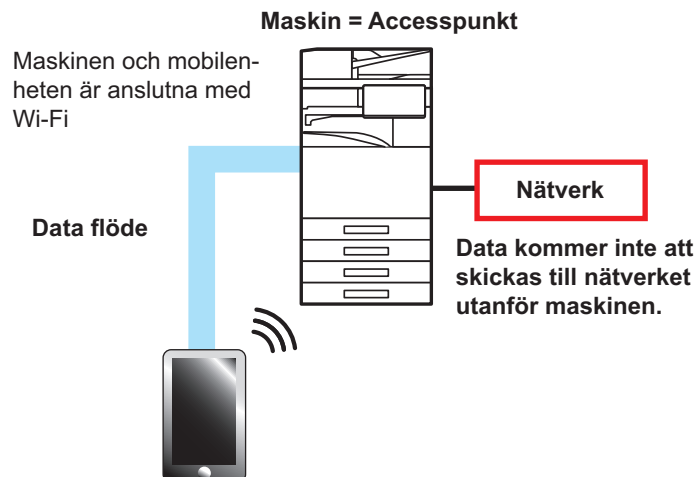 Maskin = Accesspunkt
Maskinen och mobilen-
heten är anslutna med
Wi-Fi
Nätverk
Data flöde
Data kommer inte att
skickas till nätverket
utanför maskinen.